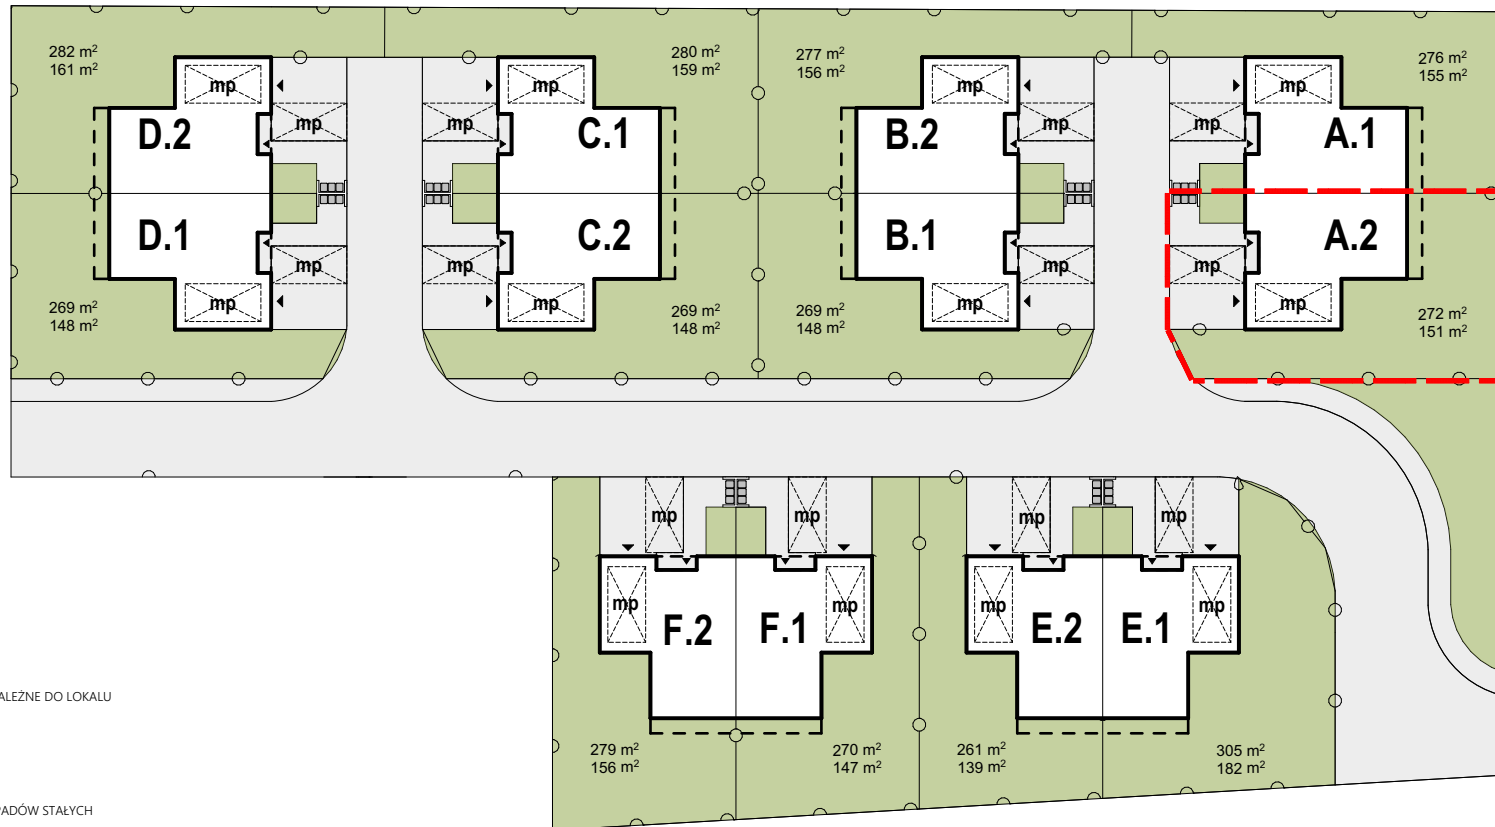 282 m²
161 m²
280 m²
159 m²
277 m²
156 m²
276 m²
155 m²
mp
mp
mp
mp
mp
mp
mp
mp
D.2
C.1
B.2
A.1
D.1
C.2
B.1
A.2
mp
mp
mp
mp
mp
mp
mp
mp
269 m²
148 m²
269 m²
148 m²
269 m²
148 m²
272 m²
151 m²
mp
mp
mp
mp
mp
mp
mp
mp
F.2
F.1
E.2
E.1
279 m²
156 m²
270 m²
147 m²
261 m²
139 m²
305 m²
182 m²
ALEŻNE DO LOKALU
PADÓW STAŁYCH